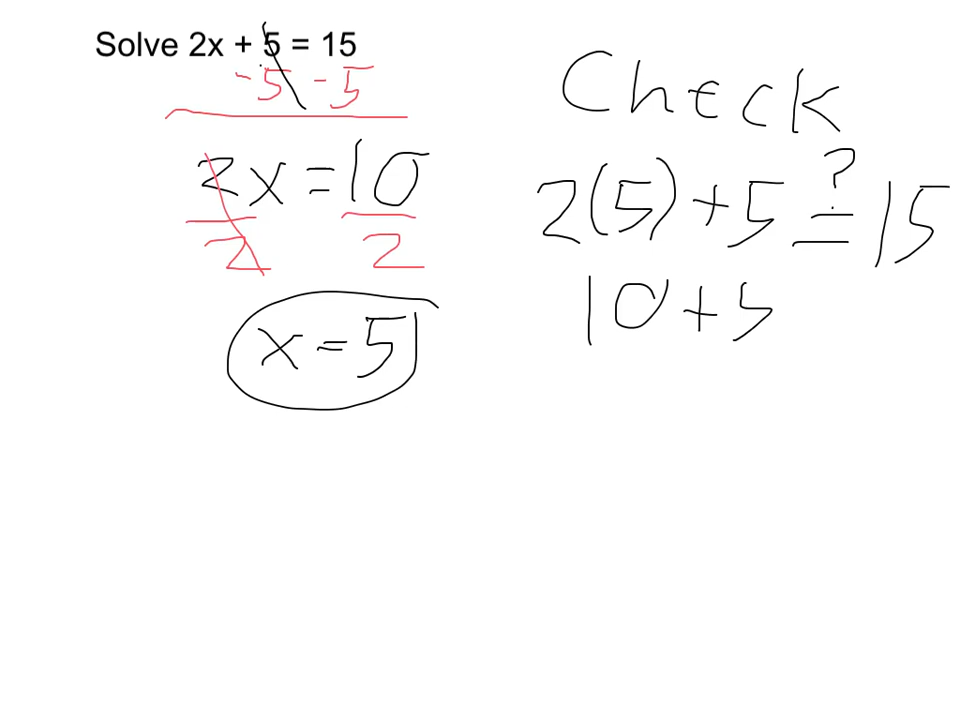 Solve 2x + 5 = 15
-5 -5
2x = 10
2 2
x = 5
Check
2(5) + 5 ≟ 15
10 + 5